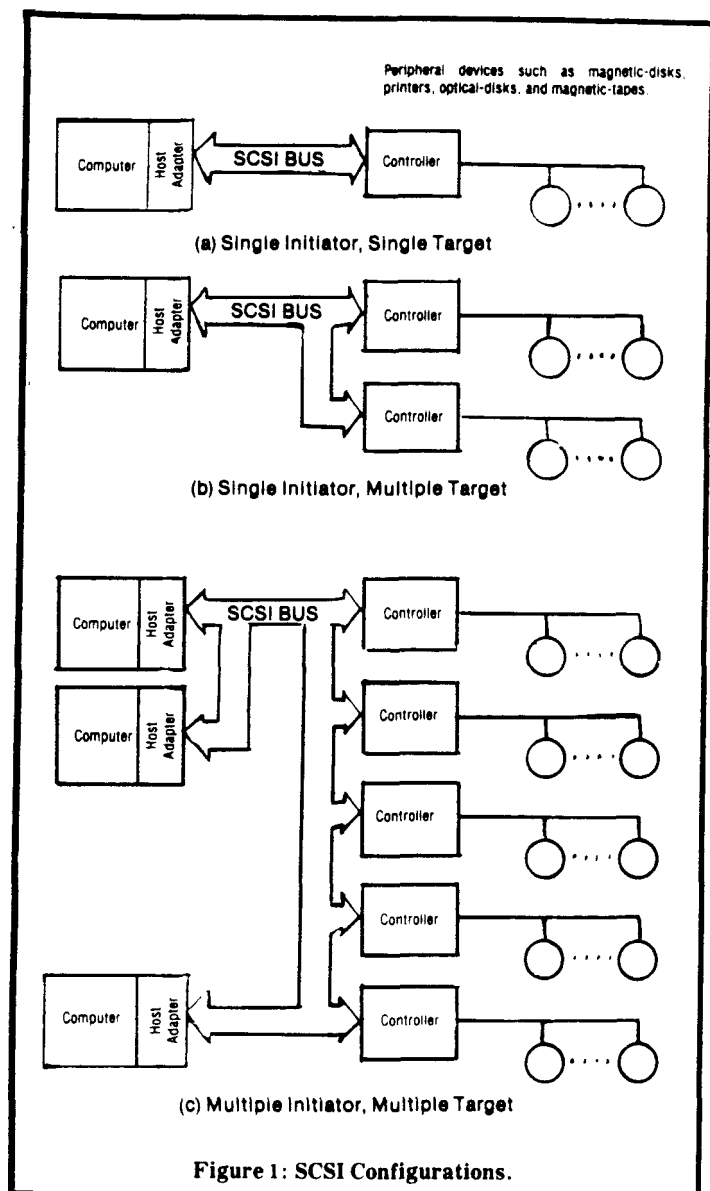 Peripheral devices such as magnetic-disks,
printers, optical-disks, and magnetic-tapes.
Computer
Host Adapter
SCSI BUS
Controller
(a) Single Initiator, Single Target
Computer
Host Adapter
SCSI BUS
Controller
Controller
(b) Single Initiator, Multiple Target
Computer
Host Adapter
SCSI BUS
Controller
Computer
Host Adapter
Controller
Controller
Controller
Computer
Host Adapter
Controller
(c) Multiple Initiator, Multiple Target
Figure 1: SCSI Configurations.